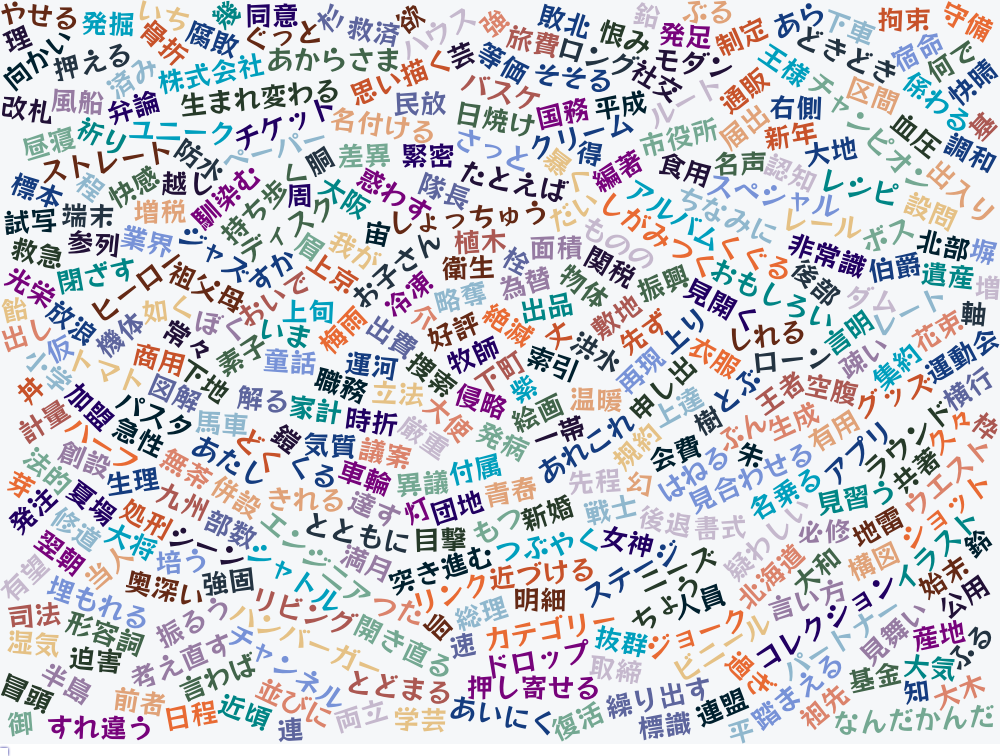 やせる
発掘
いち
同意
杉
救済
欲
ハウス
強
敗北
恨み
鉛
ぶる
発足
制定
あら
下車
拘束
守備
理
向かい
押える
骨折
腐敗
ぐっと
あからさま
芸
旅費
等価
ロング
そそる
社交
モダン
どきどき
宿命
何で
快晴
済み
株式会社
思い描く
バスケ
王様
チャンピオン
区間
係わる
改札
風船
弁論
生まれ変わる
民放
日焼け
国務
平成
ルート
通販
右側
血圧
調和
昼寝
祈り
ユニーク
チケット
名付ける
さっと
クリーム
市役所
届出
新年
大地
ストレート
防水
ペーパー
胴
差異
緊密
暴く
得
編著
食用
名声
認知
レシピ
出入り
標本
程
快感
越し
馴染む
持ち歩く
周
大阪
惑わす
隊長
たとえば
だい
アルバム
スペシャル
設問
試写
端末
増税
ディスク
宙
しょっちゅう
ものの
しがみつく
ちなみに
レール
ボス
北部
堀
救急
参列
業界
ジャズ
すか
眉
我が
お子さん
植木
栓
面積
関税
くぐる
非常識
伯爵
遺産
増
光栄
閉ざす
ヒーロー
祖父母
おいで
上京
冷凍
衛生
為替
物体
振興
おもしろい
後部
ダム
レート
軸
飴
放浪
如く
ぼく
いま
上句
梅雨
介
略奪
出品
敷地
見開く
言明
花束
出し
仮
機体
常々
素子
出費
好評
絶滅
丈
洪水
先ず
上り
しれる
疎い
集約
運動会
小学
トマト
商用
下地
童話
運河
捜索
牧師
下町
索引
再現
衣服
ローン
横行
丼
加盟
図解
解る
職務
立法
侵略
紫
温暖
申し出
とぶ
王者
空腹
グッズ
計量
パスタ
馬車
家計
時折
大使
絵画
上達
樹
生成
有用
ラウンド
久々
枠
ハーフ
急性
あたし
どく
鎧
気質
議案
厳重
発病
一帯
あれこれ
規約
会費
ぶん
朱
アプリ
共著
ウエスト
法的
創設
生理
無茶
くる
車輪
異議
付属
先程
幻
はねる
見合わせる
名乗る
見習う
芽
発注
夏場
九州
併設
きれる
達す
灯
団地
青春
戦士
後退
書式
疑わしい
必修
地雷
ショット
修道
大将
処刑
シーン
部数
エンジニア
とともに
目撃
もつ
新婚
女神
イラスト
鈴
翌朝
当人
培う
シャトル
満月
突き進む
つぶやく
ステージ
ニーズ
北海道
大和
構図
始末
有望
埋もれる
奥深い
強固
リビング
つた
リンク
近づける
明細
ちょう
人員
言い方
コレクション
公用
司法
形容詞
振るう
ハンバーガー
開き直る
速
総理
カテゴリー
抜群
ジョーク
ビニール
パートナー
見舞い
産地
湿気
迫害
考え直す
チャンネル
ドロップ
取締
踏まえる
基金
大気
ふる
冒頭
半島
前者
言わば
並びに
とどまる
押し寄せる
繰り出す
連盟
祖先
知
大木
御
すれ違う
日程
近頃
連
両立
学芸
あいにく
復活
標識
平
なんだかんだ